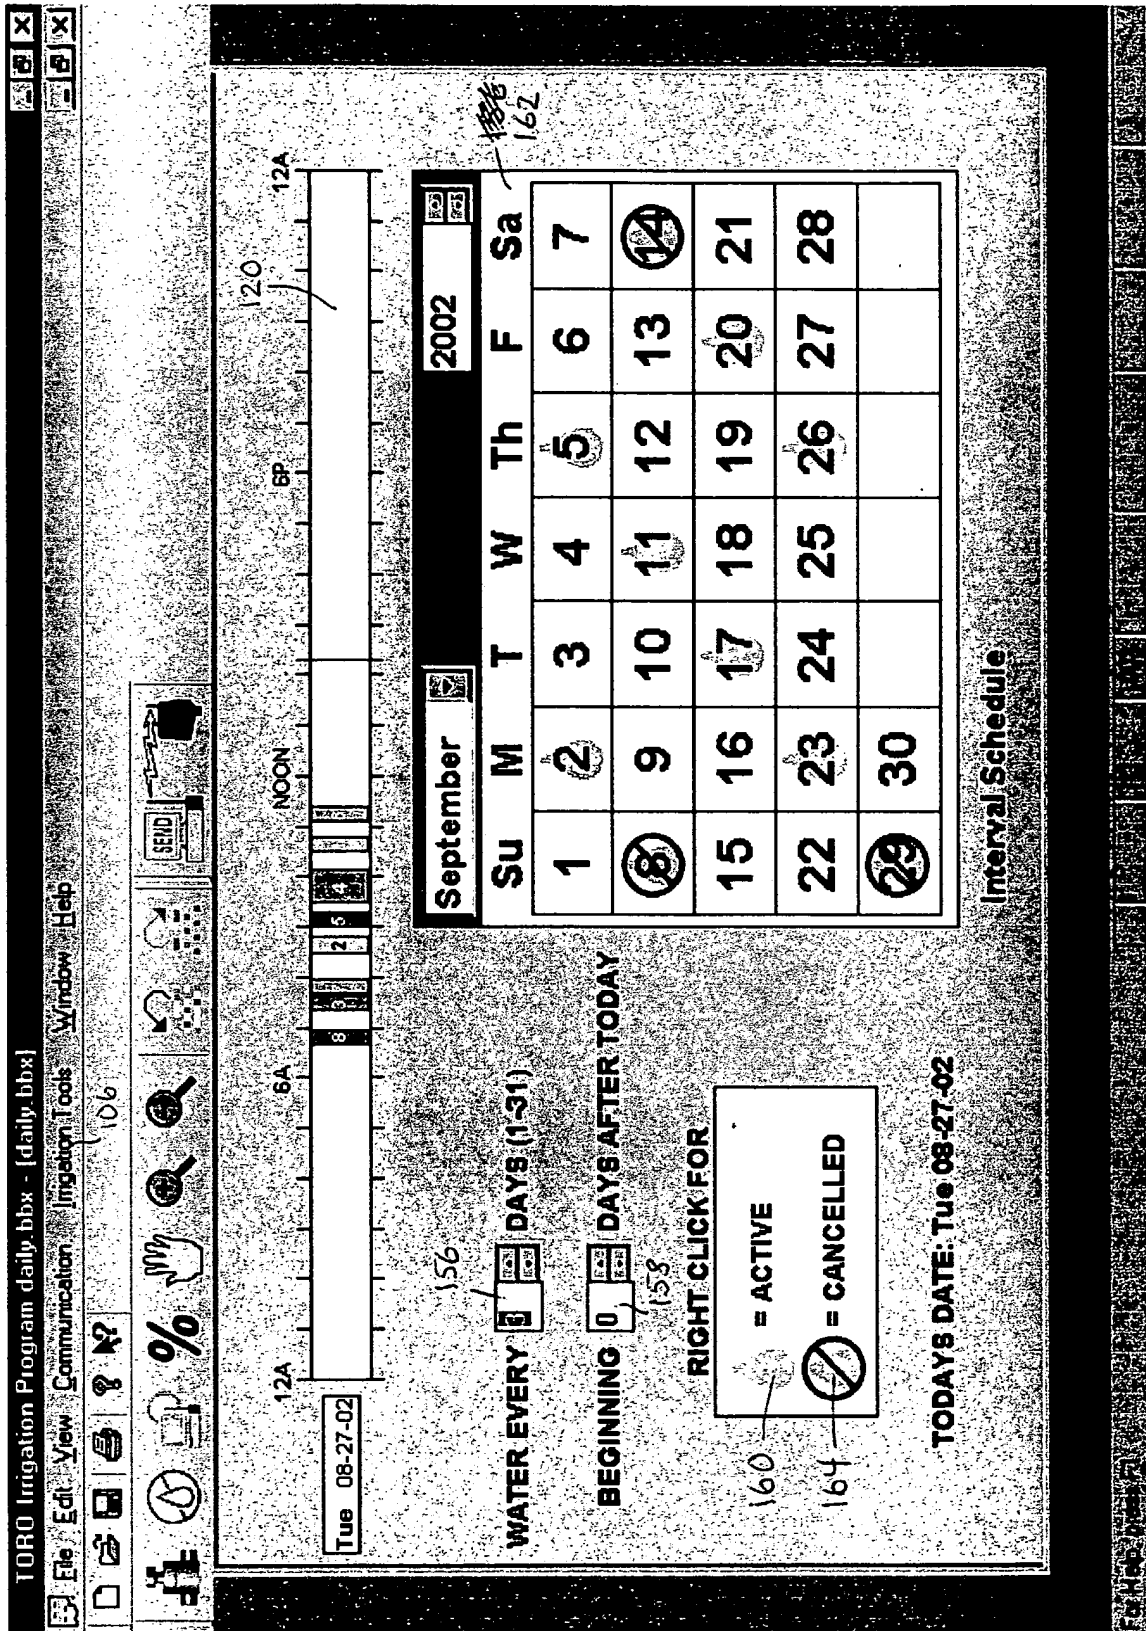 TORO Irrigation Program daily.bbx - [daily.bbx]
File Edit View Communication Irrigation Tools Window Help
106
%
SEND
120
12A 6A NOON 6P 12A
Tue 08-27-02
8 3 2 5
156
WATER EVERY DAYS (1-31)
BEGINNING 0 DAYS AFTER TODAY
158
RIGHT CLICK FOR
160 = ACTIVE
164 = CANCELLED
TODAYS DATE: Tue 08-27-02
162
September 2002
Su M T W Th F Sa
1 2 3 4 5 6 7
8 9 10 11 12 13 14
15 16 17 18 19 20 21
22 23 24 25 26 27 28
29 30
Interval Schedule